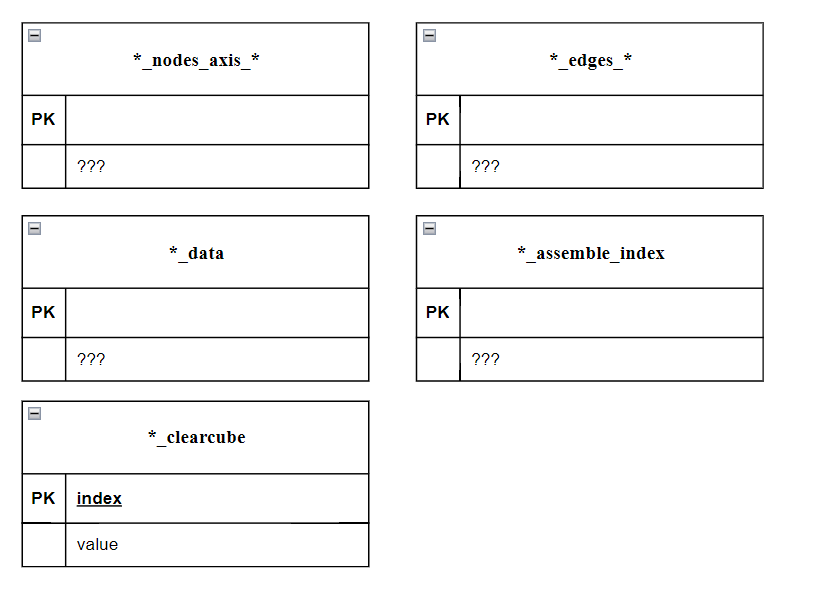 *_nodes_axis_*
PK
???
*_edges_*
PK
???
*_data
PK
???
*_assemble_index
PK
???
*_clearcube
PK index
value